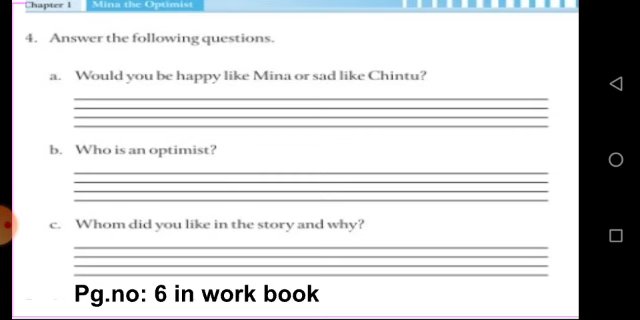 Chapter 1 Mina the Optimist
4. Answer the following questions.
a. Would you be happy like Mina or sad like Chintu?
b. Who is an optimist?
c. Whom did you like in the story and why?
Pg.no: 6 in work book